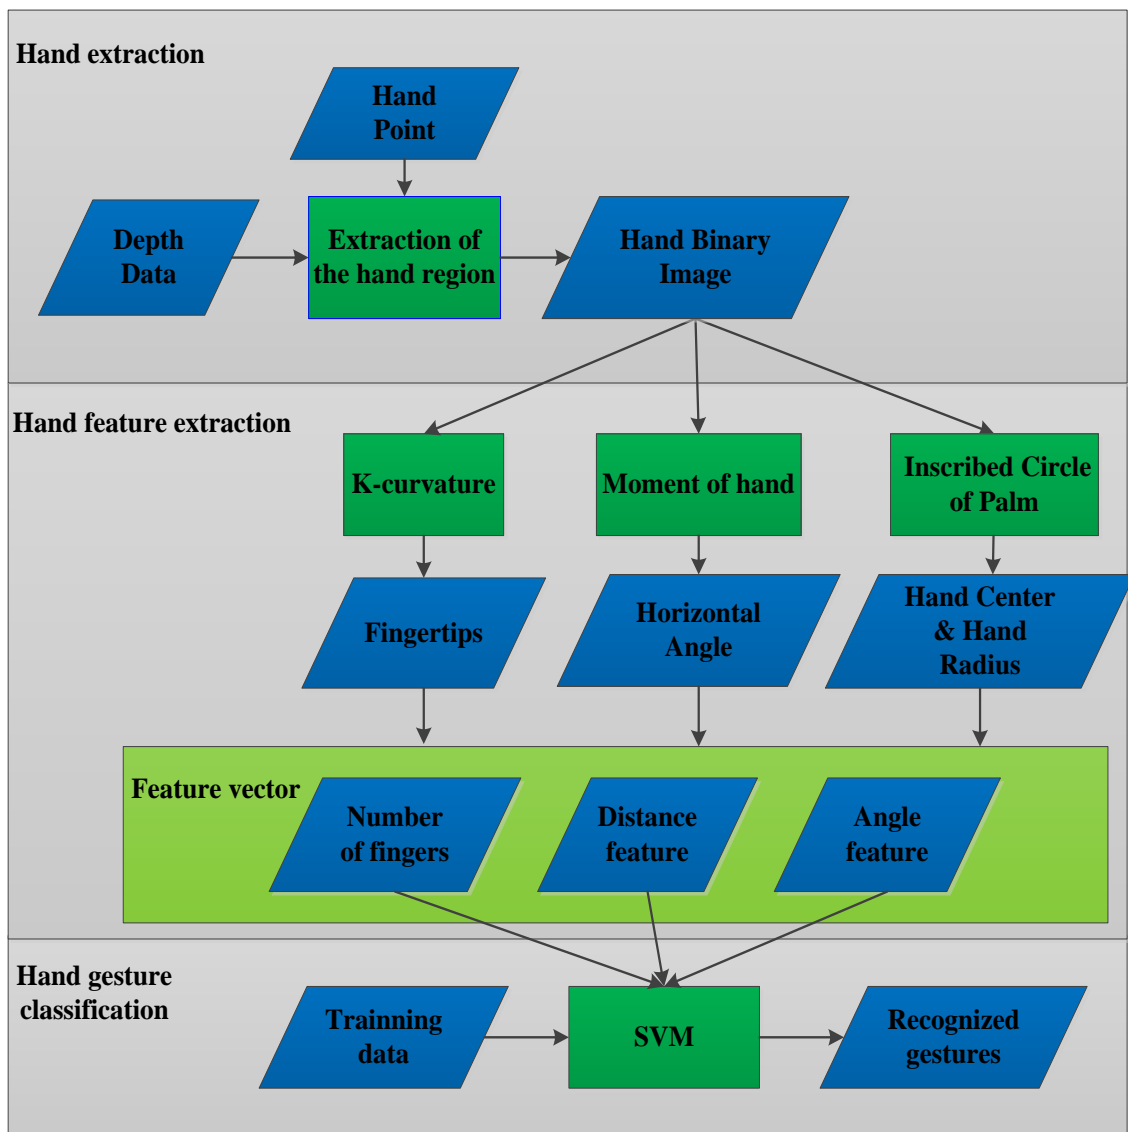 Hand extraction
Hand
Point
Depth
Data
Extraction of
the hand region
Hand Binary
Image
Hand feature extraction
K-curvature
Moment of hand
Inscribed Circle
of Palm
Fingertips
Horizontal
Angle
Hand Center
& Hand
Radius
Feature vector
Number
of fingers
Distance
feature
Angle
feature
Hand gesture
classification
Trainning
data
SVM
Recognized
gestures